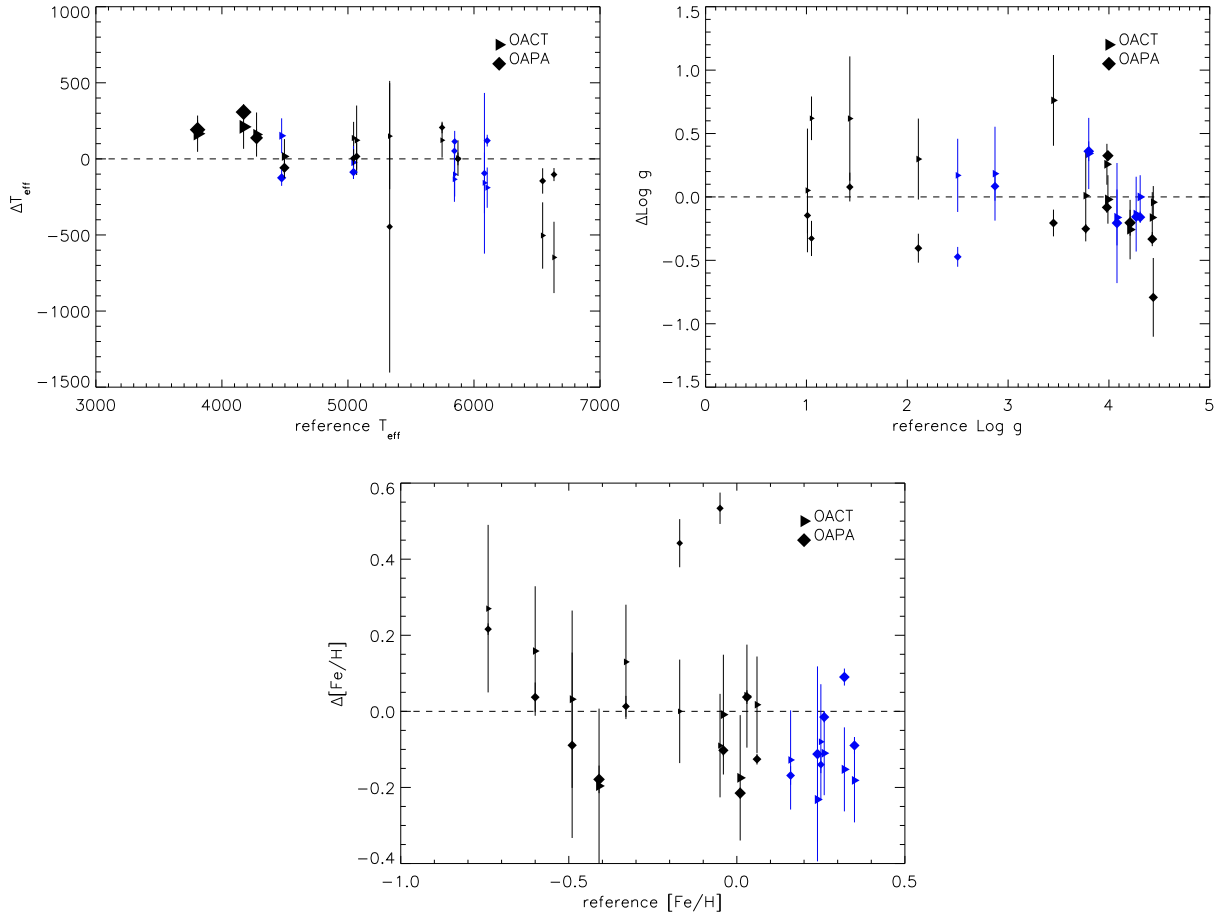 1000
500
0
−500
−1000
−1500
ΔT_eff
3000 4000 5000 6000 7000
reference T_eff
OACT
OAPA
1.5
1.0
0.5
0.0
−0.5
−1.0
−1.5
ΔLog g
0 1 2 3 4 5
reference Log g
OACT
OAPA
0.6
0.4
0.2
0.0
−0.2
−0.4
Δ[Fe/H]
−1.0 −0.5 0.0 0.5
reference [Fe/H]
OACT
OAPA